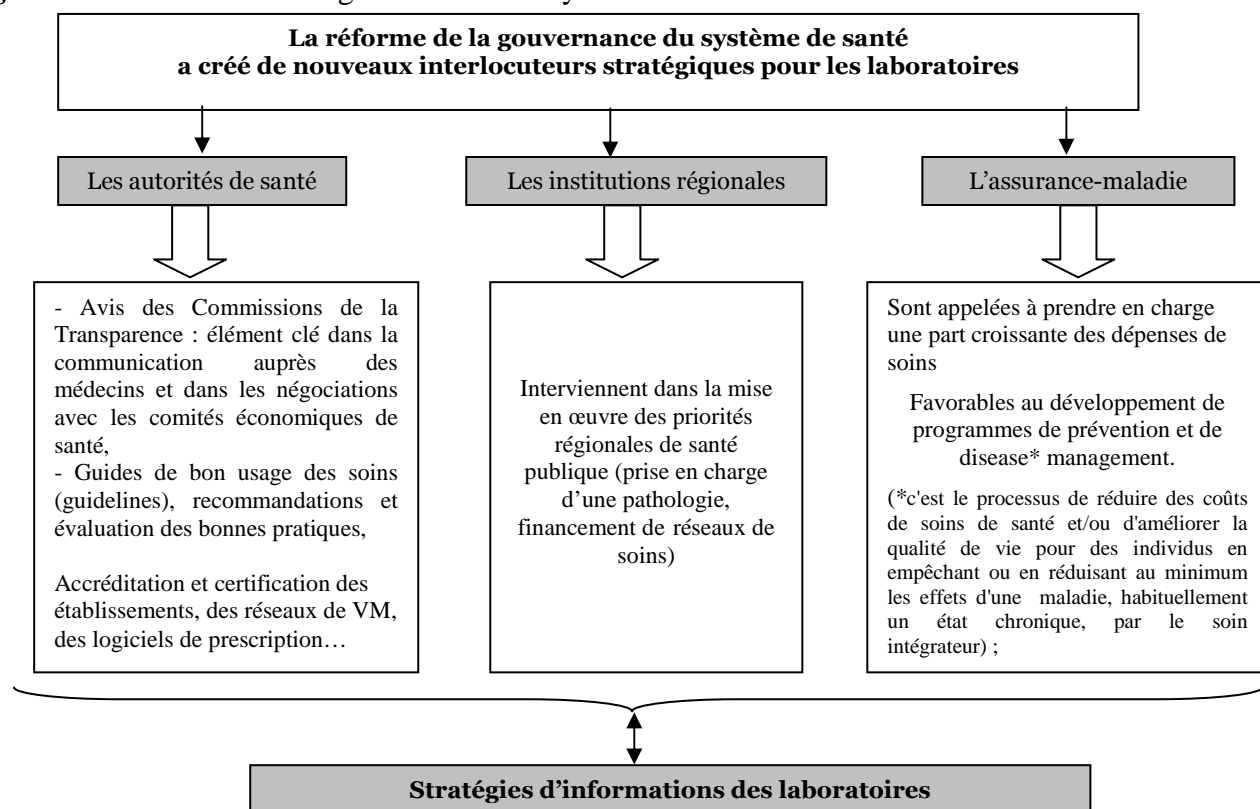 La réforme de la gouvernance du système de santé
a créé de nouveaux interlocuteurs stratégiques pour les laboratoires
Les autorités de santé
Les institutions régionales
L'assurance-maladie
- Avis des Commissions de la
Transparence : élément clé dans la
communication auprès des
médecins et dans les négociations
avec les comités économiques de
santé,
- Guides de bon usage des soins
(guidelines), recommandations et
évaluation des bonnes pratiques,
Accréditation et certification des
établissements, des réseaux de VM,
des logiciels de prescription…
Interviennent dans la mise
en œuvre des priorités
régionales de santé
publique (prise en charge
d'une pathologie,
financement de réseaux de
soins)
Sont appelées à prendre en charge
une part croissante des dépenses de
soins
Favorables au développement de
programmes de prévention et de
disease* management.
(*c'est le processus de réduire des coûts
de soins de santé et/ou d'améliorer la
qualité de vie pour des individus en
empêchant ou en réduisant au minimum
les effets d'une maladie, habituellement
un état chronique, par le soin
intégrateur) ;
Stratégies d'informations des laboratoires